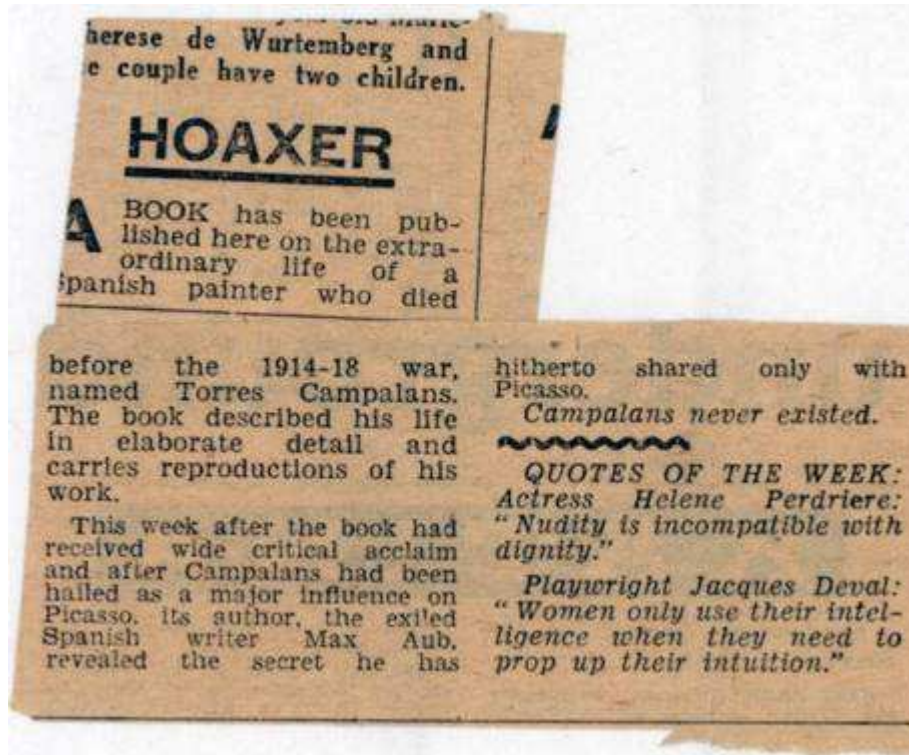 herese de Wurtemberg and
e couple have two children.
HOAXER
A BOOK has been pub-
lished here on the extra-
ordinary life of a
Spanish painter who died
before the 1914-18 war,
named Torres Campalans.
The book described his life
in elaborate detail and
carries reproductions of his
work.
This week after the book had
received wide critical acclaim
and after Campalans had been
hailed as a major influence on
Picasso, its author, the exiled
Spanish writer Max Aub,
revealed the secret he has
hitherto shared only with
Picasso.
Campalans never existed.
QUOTES OF THE WEEK:
Actress Helene Perdriere:
"Nudity is incompatible with
dignity."
Playwright Jacques Deval:
"Women only use their intel-
ligence when they need to
prop up their intuition."